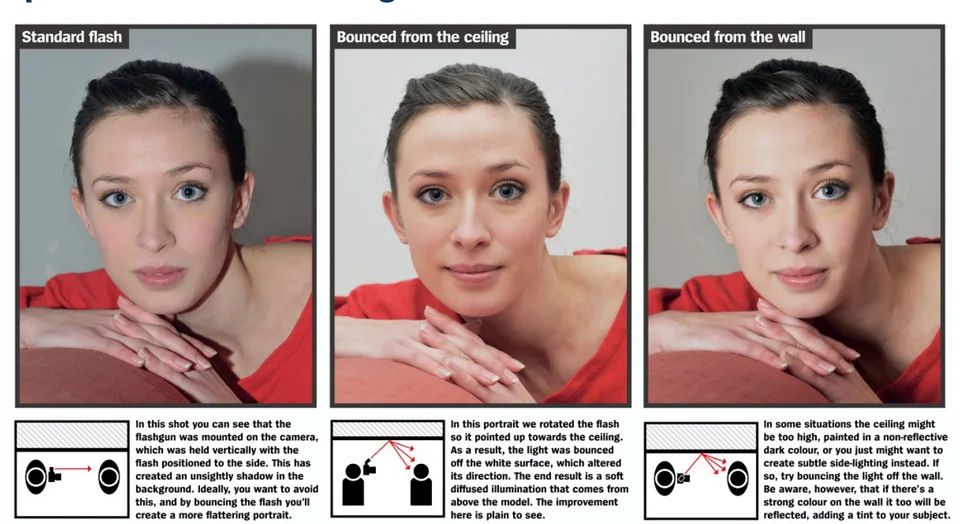 Standard flash
In this shot you can see that the
flashgun was mounted on the camera,
which was held vertically with the
flash positioned to the side. This has
created an unsightly shadow in the
background. Ideally, you want to avoid
this, and by bouncing the flash you'll
create a more flattering portrait.
Bounced from the ceiling
In this portrait we rotated the flash
so it pointed up towards the ceiling.
As a result, the light was bounced
off the white surface, which altered
its direction. The end result is a soft
diffused illumination that comes from
above the model. The improvement
here is plain to see.
Bounced from the wall
In some situations the ceiling might
be too high, painted in a non-reflective
dark colour, or you just might want to
create subtle side-lighting instead. If
so, try bouncing the light off the wall.
Be aware, however, that if there's a
strong colour on the wall it too will be
reflected, adding a tint to your subject.